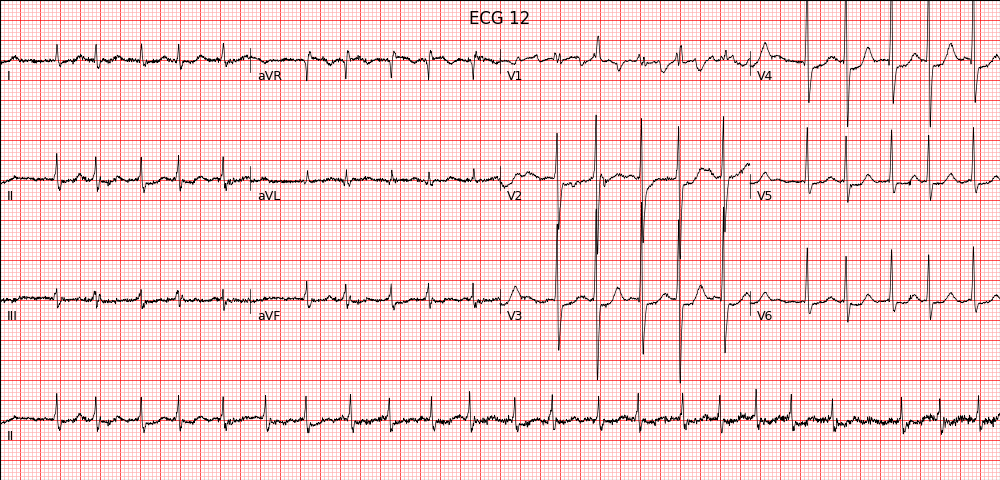 ECG 12
I aVR V1 V4
II aVL V2 V5
III aVF V3 V6
II